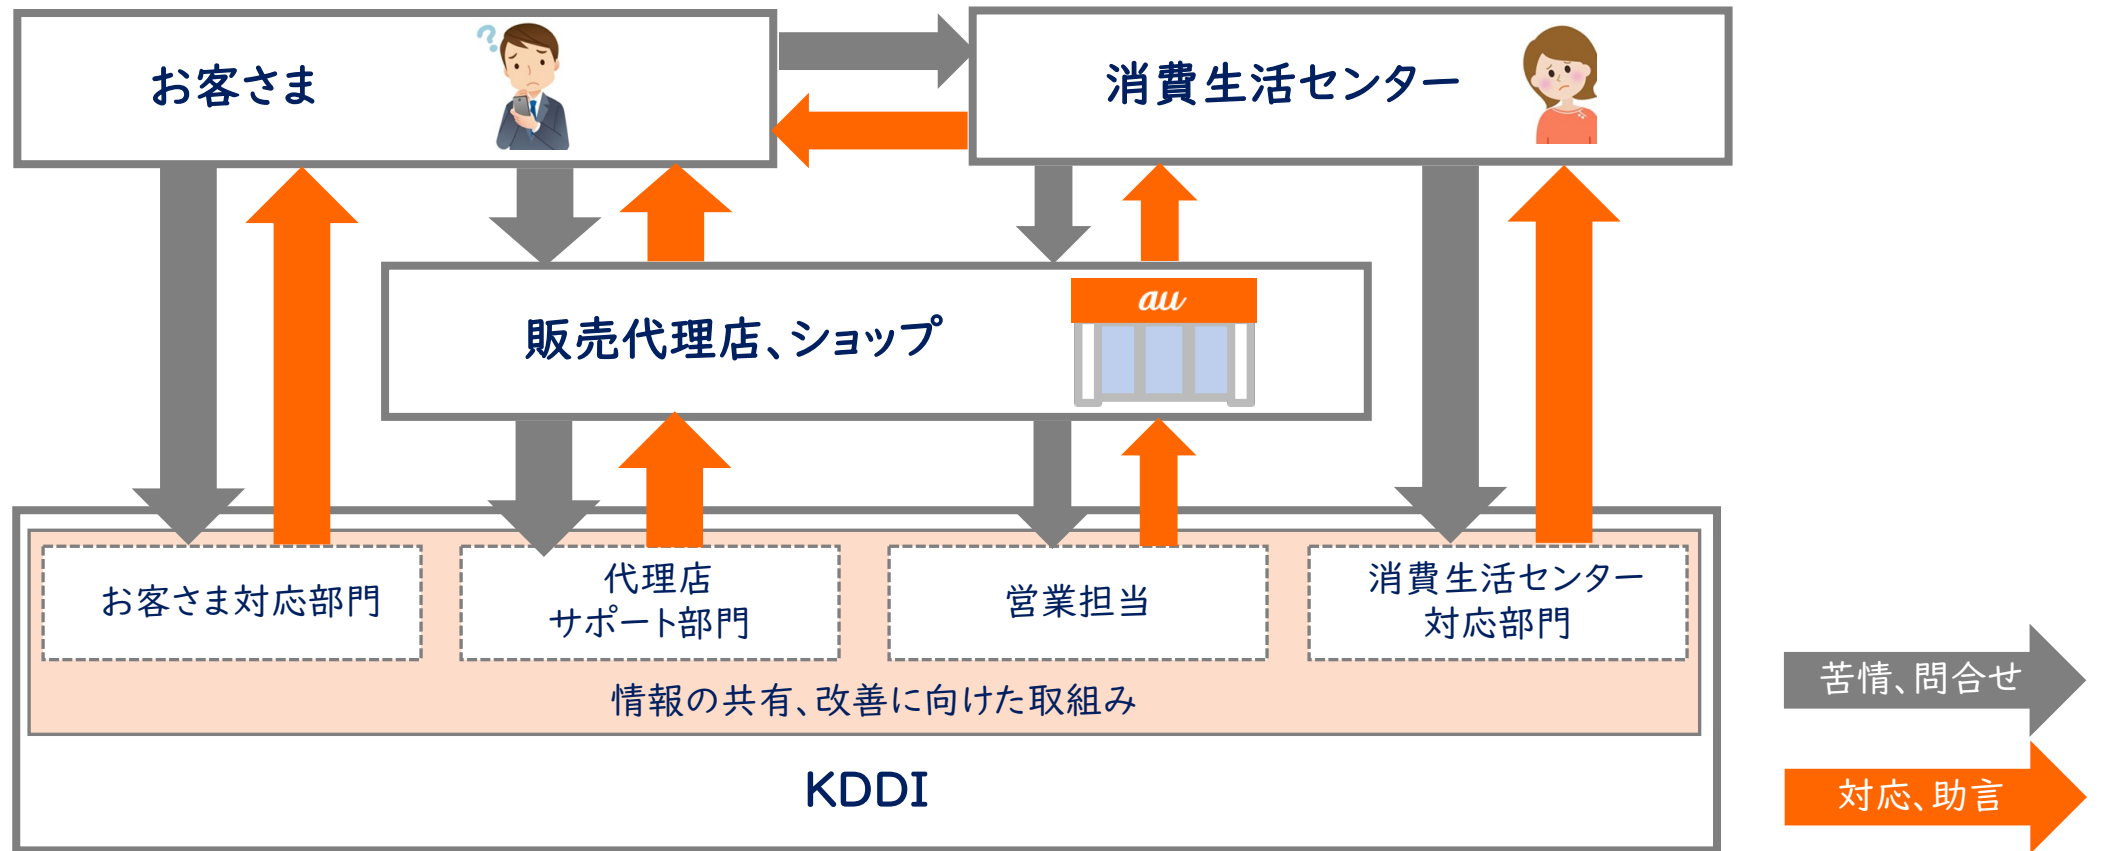 ?
お客さま
消費生活センター
au
販売代理店、ショップ
お客さま対応部門
代理店
サポート部門
営業担当
消費生活センター
対応部門
情報の共有、改善に向けた取組み
KDDI
苦情、問合せ
対応、助言